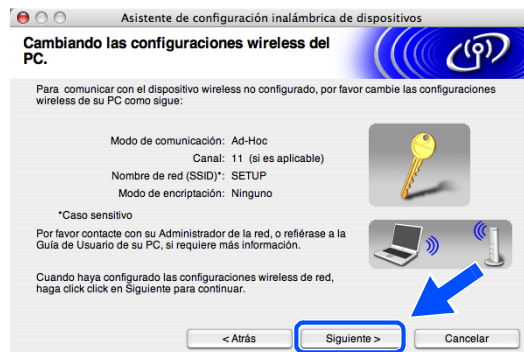 Asistente de configuración inalámbrica de dispositivos
Cambiando las configuraciones wireless del
PC.
Para comunicar con el dispositivo wireless no configurado, por favor cambie las configuraciones
wireless de su PC como sigue:
Modo de comunicación: Ad-Hoc
Canal: 11 (si es aplicable)
Nombre de red (SSID)*: SETUP
Modo de encriptación: Ninguno
*Caso sensitivo
Por favor contacte con su Administrador de la red, o refiérase a la
Guía de Usuario de su PC, si requiere más información.
Cuando haya configurado las configuraciones wireless de red,
haga click click en Siguiente para continuar.
< Atrás
Siguiente >
Cancelar